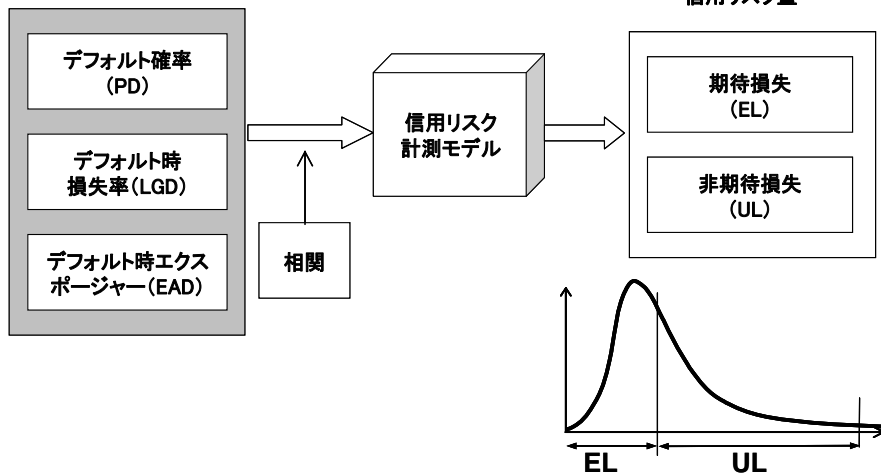 信用リスク量
デフォルト確率
(PD)
デフォルト時
損失率(LGD)
デフォルト時エクス
ポージャー(EAD)
相関
信用リスク
計測モデル
期待損失
(EL)
非期待損失
(UL)
EL
UL